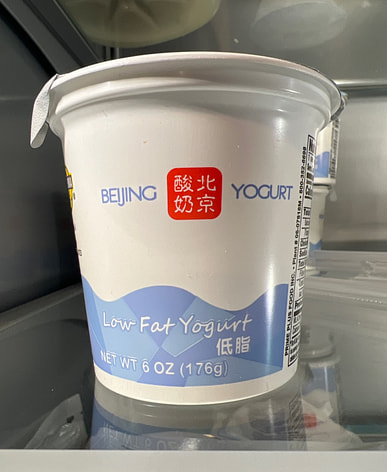 BEIJING
北京
酸奶
YOGURT
Low Fat Yogurt
低脂
NET WT 6 OZ (176g)